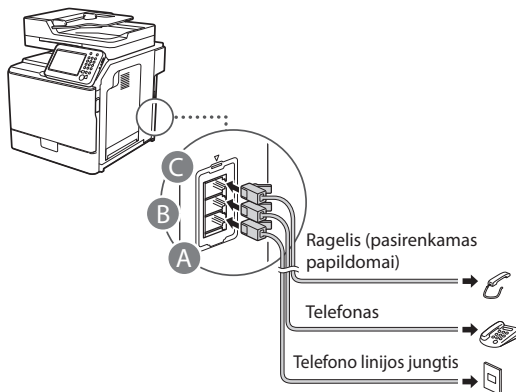 C
B
A
Ragelis (pasirenkamas
papildomai)
Telefonas
Telefono linijos jungtis